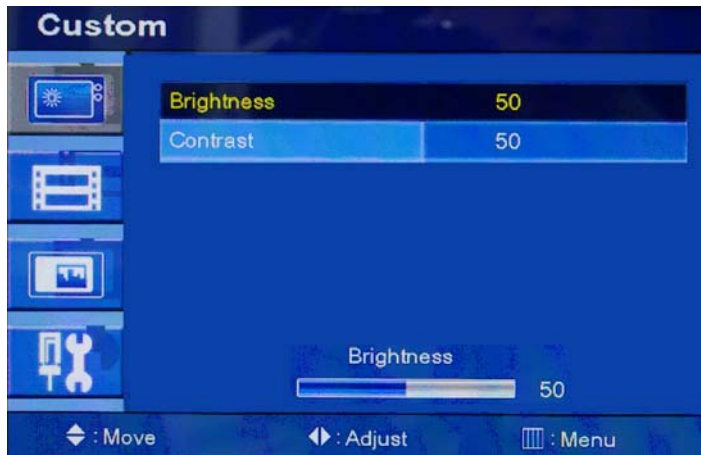 Custom
Brightness 50
Contrast 50
Brightness
50
: Move : Adjust : Menu